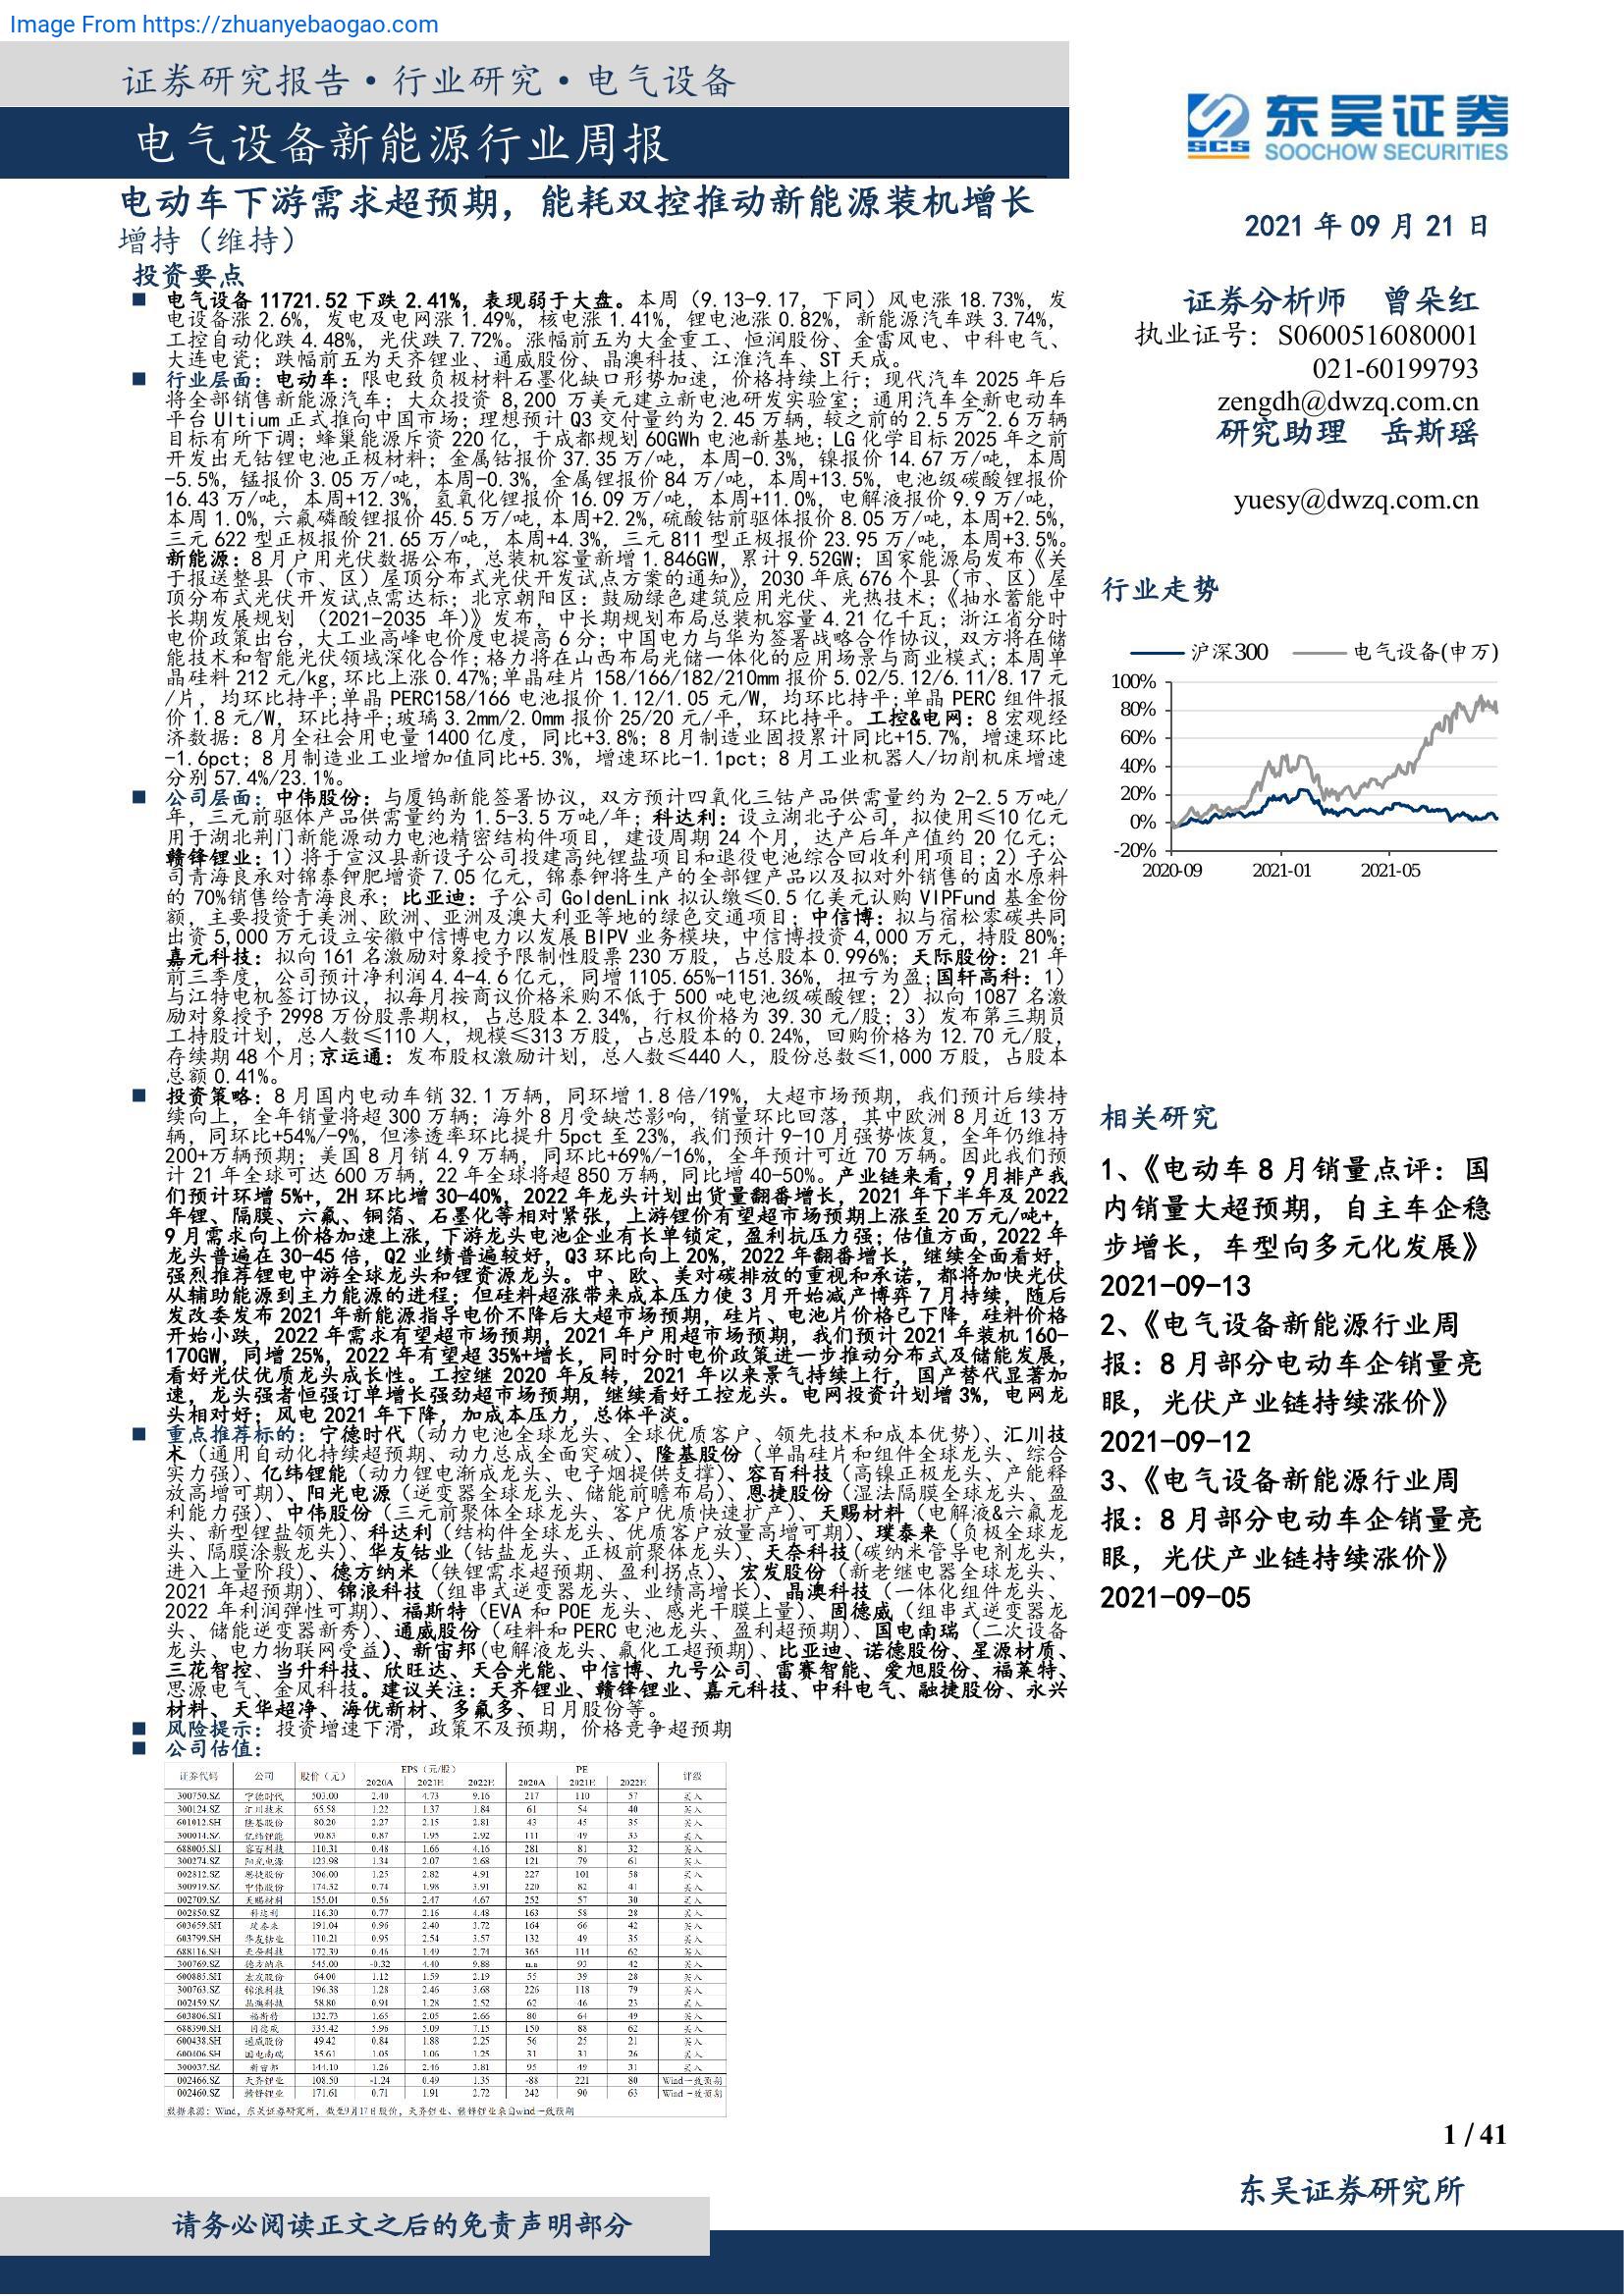 Image From https://zhuanyebaogao.com
证券研究报告·行业研究·电气设备
电气设备新能源行业周报
东吴证券
SCS
SOOCHOW SECURITIES
电动车下游需求超预期，能耗双控推动新能源装机增长
增持（维持）
投资要点
■ 电气设备 11721.52 下跌 2.41%，表现弱于大盘。本周（9.13-9.17，下同）风电涨 18.73%，发
电设备涨 2.6%，发电及电网涨 1.49%，核电涨 1.41%，锂电池涨 0.82%，新能源汽车跌 3.74%，
工控自动化跌 4.48%，光伏跌 7.72%。涨幅前五为大金重工、恒润股份、金雷风电、中科电气、
大连电瓷；跌幅前五为天齐锂业、通威股份、晶澳科技、江淮汽车、ST 天成。
■ 行业层面：电动车：限电致负极材料石墨化缺口形势加速，价格持续上行；现代汽车 2025 年后
将全部销售新能源汽车；大众投资 8,200 万美元建立新电池研发实验室；通用汽车全新电动车
平台 Ultium 正式推向中国市场；理想预计 Q3 交付量约为 2.45 万辆，较之前的 2.5 万~2.6 万辆
目标有所下调；蜂巢能源斥资 220 亿，于成都规划 60GWh 电池新基地；LG 化学目标 2025 年之前
开发出无钴锂电池正极材料；金属钴报价 37.35 万/吨，本周-0.3%，镍报价 14.67 万/吨，本周
-5.5%，锰报价 3.05 万/吨，本周-0.3%，金属锂报价 84 万/吨，本周+13.5%，电池级碳酸锂报价
16.43 万/吨，本周+12.3%，氢氧化锂报价 16.09 万/吨，本周+11.0%，电解液报价 9.9 万/吨，
本周 1.0%，六氟磷酸锂报价 45.5 万/吨，本周+2.2%，硫酸钴前驱体报价 8.05 万/吨，本周+2.5%，
三元 622 型正极报价 21.65 万/吨，本周+4.3%，三元 811 型正极报价 23.95 万/吨，本周+3.5%。
新能源：8 月户用光伏数据公布，总装机容量新增 1.846GW，累计 9.52GW；国家能源局发布《关
于报送整县（市、区）屋顶分布式光伏开发试点方案的通知》，2030 年底 676 个县（市、区）屋
顶分布式光伏开发试点需达标；北京朝阳区：鼓励绿色建筑应用光伏、光热技术；《抽水蓄能中
长期发展规划 （2021-2035 年）》发布，中长期规划布局总装机容量 4.21 亿千瓦；浙江省分时
电价政策出台，大工业高峰电价度电提高 6 分；中国电力与华为签署战略合作协议，双方将在储
能技术和智能光伏领域深化合作；格力将在山西布局光储一体化的应用场景与商业模式；本周单
晶硅料 212 元/kg，环比上涨 0.47%；单晶硅片 158/166/182/210mm 报价 5.02/5.12/6.11/8.17 元
/片，均环比持平；单晶 PERC158/166 电池报价 1.12/1.05 元/W，均环比持平；单晶 PERC 组件报
价 1.8 元/W，环比持平；玻璃 3.2mm/2.0mm 报价 25/20 元/平，环比持平。工控&电网：8 宏观经
济数据：8 月全社会用电量 1400 亿度，同比+3.8%；8 月制造业固投累计同比+15.7%，增速环比
-1.6pct；8 月制造业工业增加值同比+5.3%，增速环比-1.1pct；8 月工业机器人/切削机床增速
分别 57.4%/23.1%。
■ 公司层面：中伟股份：与厦钨新能签署协议，双方预计四氧化三钴产品供需量约为 2-2.5 万吨/
年，三元前驱体产品供需量约为 1.5-3.5 万吨/年；科达利：设立湖北子公司，拟使用≤10 亿元
用于湖北荆门新能源动力电池精密结构件项目，建设周期 24 个月，达产后年产值约 20 亿元；
赣锋锂业：1）将于宣汉县新设子公司投建高纯锂盐项目和退役电池综合回收利用项目；2）子公
司青海良承对锦泰钾肥增资 7.05 亿元，锦泰钾将生产的全部锂产品以及拟对外销售的卤水原料
的 70%销售给青海良承；比亚迪：子公司 GoldenLink 拟认缴≤0.5 亿美元认购 VIPFund 基金份
额，主要投资于美洲、欧洲、亚洲及澳大利亚等地的绿色交通项目；中信博：拟与宿松零碳共同
出资 5,000 万元设立安徽中信博电力以发展 BIPV 业务模块，中信博投资 4,000 万元，持股 80%；
嘉元科技：拟向 161 名激励对象授予限制性股票 230 万股，占总股本 0.996%；天际股份：21 年
前三季度，公司预计净利润 4.4-4.6 亿元，同增 1105.65%-1151.36%，扭亏为盈；国轩高科：1）
与江特电机签订协议，拟每月按商议价格采购不低于 500 吨电池级碳酸锂；2）拟向 1087 名激
励对象授予 2998 万份股票期权，占总股本 2.34%，行权价格为 39.30 元/股；3）发布第三期员
工持股计划，总人数≤110 人，规模≤313 万股，占总股本的 0.24%，回购价格为 12.70 元/股，
存续期 48 个月；京运通：发布股权激励计划，总人数≤440 人，股份总数≤1,000 万股，占股本
总额 0.41%。
■ 投资策略：8 月国内电动车销 32.1 万辆，同环增 1.8 倍/19%，大超市场预期，我们预计后续持
续向上，全年销量将超 300 万辆；海外 8 月受缺芯影响，销量环比回落，其中欧洲 8 月近 13 万
辆，同环比+54%/-9%，但渗透率环比提升 5pct 至 23%，我们预计 9-10 月强势恢复，全年仍维持
200+万辆预期；美国 8 月销 4.9 万辆，同环比+69%/-16%，全年预计可近 70 万辆。因此我们预
计 21 年全球可达 600 万辆，22 年全球将超 850 万辆，同比增 40-50%。产业链来看，9 月排产我
们预计环增 5%+，2H 环比增 30-40%，2022 年龙头计划出货量翻番增长，2021 年下半年及 2022
年锂、隔膜、六氟、铜箔、石墨化等相对紧张，上游锂价有望超市场预期上涨至 20 万元/吨+，
9 月需求向上价格加速上涨，下游龙头电池企业有长单锁定，盈利抗压力强；估值方面，2022 年
龙头普遍在 30-45 倍，Q2 业绩普遍较好，Q3 环比向上 20%，2022 年翻番增长，继续全面看好，
强烈推荐锂电中游全球龙头和锂资源龙头。中、欧、美对碳排放的重视和承诺，都将加快光伏
从辅助能源到主力能源的进程；但硅料超涨带来成本压力使 3 月开始减产博弈 7 月持续，随后
发改委发布 2021 年新能源指导电价不降后大超市场预期，硅片、电池片价格已下降，硅料价格
开始小跌，2022 年需求有望超市场预期，2021 年户用超市场预期，我们预计 2021 年装机 160-
170GW，同增 25%，2022 年有望超 35%+增长，同时分时电价政策进一步推动分布式及储能发展，
看好光伏优质龙头成长性。工控继 2020 年反转，2021 年以来景气持续上行，国产替代显著加
速，龙头强者恒强订单增长强劲超市场预期，继续看好工控龙头。电网投资计划增 3%，电网龙
头相对好；风电 2021 年下降，加成本压力，总体平淡。
■ 重点推荐标的：宁德时代（动力电池全球龙头、全球优质客户、领先技术和成本优势）、汇川技
术（通用自动化持续超预期、动力总成全面突破）、隆基股份（单晶硅片和组件全球龙头、综合
实力强）、亿纬锂能（动力锂电渐成龙头、电子烟提供支撑）、容百科技（高镍正极龙头、产能释
放高增可期）、阳光电源（逆变器全球龙头、储能前瞻布局）、恩捷股份（湿法隔膜全球龙头、盈
利能力强）、中伟股份（三元前聚体全球龙头、客户优质快速扩产）、天赐材料（电解液&六氟龙
头、新型锂盐领先）、科达利（结构件全球龙头、优质客户放量高增可期）、璞泰来（负极全球龙
头、隔膜涂敷龙头）、华友钴业（钴盐龙头、正极前聚体龙头）、天奈科技(碳纳米管导电剂龙头，
进入上量阶段）、德方纳米（铁锂需求超预期、盈利拐点）、宏发股份（新老继电器全球龙头、
2021 年超预期）、锦浪科技（组串式逆变器龙头、业绩高增长）、晶澳科技（一体化组件龙头、
2022 年利润弹性可期）、福斯特（EVA 和 POE 龙头、感光干膜上量）、固德威（组串式逆变器龙
头、储能逆变器新秀）、通威股份（硅料和 PERC 电池龙头、盈利超预期）、国电南瑞（二次设备
龙头、电力物联网受益）、新宙邦(电解液龙头、氟化工超预期)、比亚迪、诺德股份、星源材质、
三花智控、当升科技、欣旺达、天合光能、中信博、九号公司、雷赛智能、爱旭股份、福莱特、
思源电气、金风科技。建议关注：天齐锂业、赣锋锂业、嘉元科技、中科电气、融捷股份、永兴
材料、天华超净、海优新材、多氟多、日月股份等。
■ 风险提示：投资增速下滑，政策不及预期，价格竞争超预期
■ 公司估值：
证券代码 公司 股价（元） EPS（元/股） PE 评级
2020A 2021E 2022E 2020A 2021E 2022E
300750.SZ 宁德时代 503.00 2.40 4.73 9.16 217 110 57 买入
300124.SZ 汇川技术 65.58 1.22 1.37 1.84 61 54 40 买入
601012.SH 隆基股份 80.20 2.27 2.15 2.81 43 45 35 买入
300014.SZ 亿纬锂能 90.83 0.87 1.95 2.92 111 49 33 买入
688005.SH 容百科技 110.31 0.48 1.66 4.16 281 81 32 买入
300274.SZ 阳光电源 123.98 1.34 2.07 2.68 121 79 61 买入
002812.SZ 恩捷股份 306.00 1.25 2.82 4.91 227 101 58 买入
300919.SZ 中伟股份 174.32 0.74 1.98 3.91 220 82 41 买入
002709.SZ 天赐材料 155.01 0.56 2.47 4.67 252 57 30 买入
002850.SZ 科达利 116.30 0.77 2.16 4.48 163 58 28 买入
603659.SH 璞泰来 191.04 0.96 2.40 3.72 164 66 42 买入
603799.SH 华友钴业 110.21 0.95 2.54 3.57 132 49 35 买入
688116.SH 天奈科技 172.39 0.46 1.49 2.74 365 114 62 买入
300769.SZ 德方纳米 545.00 -0.32 4.40 9.88 n.a 93 42 买入
600885.SH 宏发股份 64.00 1.12 1.59 2.19 55 39 28 买入
300763.SZ 锦浪科技 196.38 1.28 2.46 3.68 226 118 79 买入
002459.SZ 晶澳科技 58.80 0.94 1.28 2.52 62 46 23 买入
603806.SH 福斯特 132.73 1.65 2.05 2.66 80 64 49 买入
688390.SH 固德威 335.42 3.96 5.09 7.15 150 88 62 买入
600438.SH 通威股份 49.42 0.84 1.88 2.25 56 25 21 买入
600406.SH 国电南瑞 35.61 1.05 1.06 1.25 31 31 26 买入
300037.SZ 新宙邦 144.10 1.26 2.46 3.81 95 49 31 买入
002466.SZ 天齐锂业 108.50 -1.24 0.49 1.35 -88 221 80 Wind一致预期
002460.SZ 赣锋锂业 171.61 0.71 1.91 2.72 242 90 63 Wind一致预期
数据来源：Wind，东吴证券研究所，截至9月17日股价，天齐锂业、赣锋锂业来自wind一致预期
2021 年 09 月 21 日
证券分析师 曾朵红
执业证号：S0600516080001
021-60199793
zengdh@dwzq.com.cn
研究助理 岳斯瑶
yuesy@dwzq.com.cn
行业走势
沪深300 电气设备(申万)
100%
80%
60%
40%
20%
0%
-20%
2020-09 2021-01 2021-05
相关研究
1、《电动车 8 月销量点评：国
内销量大超预期，自主车企稳
步增长，车型向多元化发展》
2021-09-13
2、《电气设备新能源行业周
报：8 月部分电动车企销量亮
眼，光伏产业链持续涨价》
2021-09-12
3、《电气设备新能源行业周
报：8 月部分电动车企销量亮
眼，光伏产业链持续涨价》
2021-09-05
1 / 41
东吴证券研究所
请务必阅读正文之后的免责声明部分